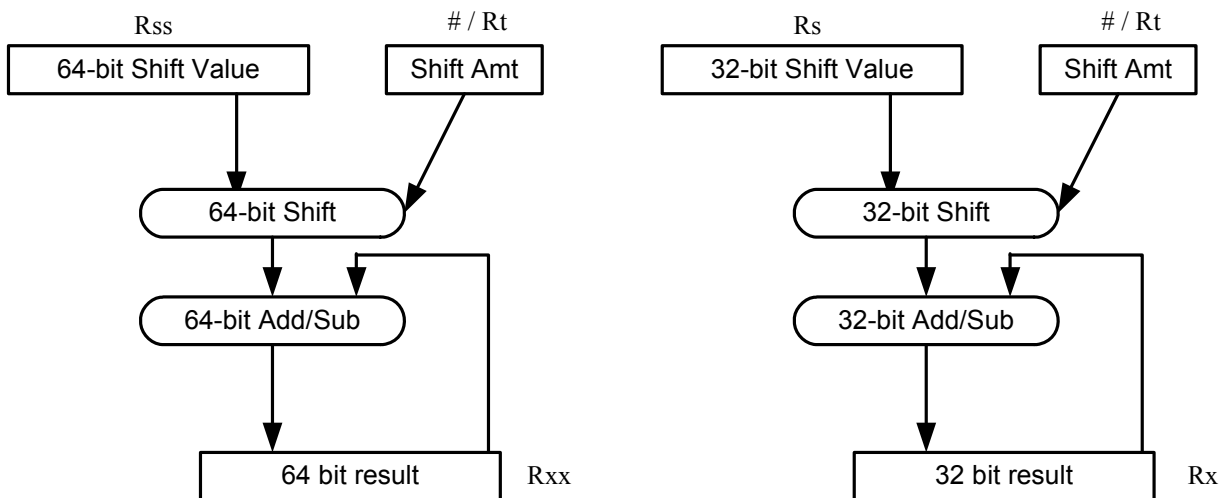 Rss
# / Rt
64-bit Shift Value
Shift Amt
64-bit Shift
64-bit Add/Sub
64 bit result
Rxx
Rs
# / Rt
32-bit Shift Value
Shift Amt
32-bit Shift
32-bit Add/Sub
32 bit result
Rx